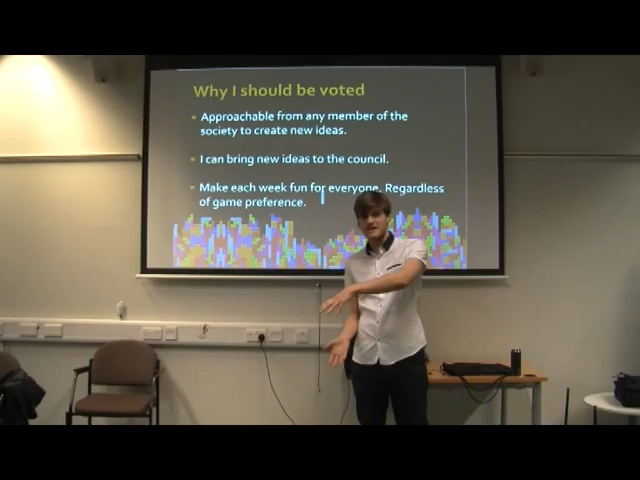 Why I should be voted
Approachable from any member of the
society to create new ideas.
I can bring new ideas to the council.
Make each week fun for everyone. Regardless
of game preference.